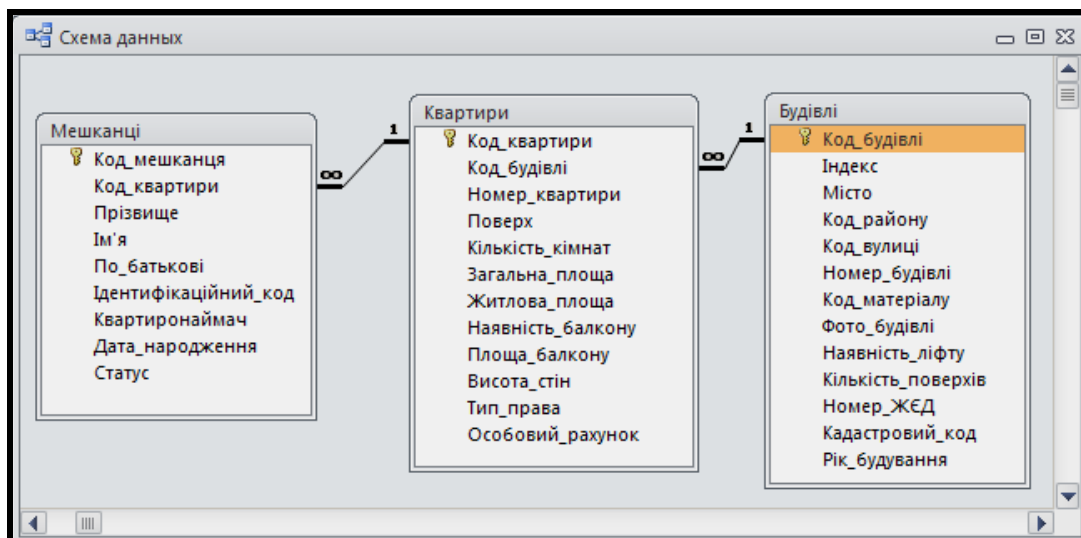 Схема данных
Мешканці
Код_мешканця
Код_квартири
Прізвище
Ім'я
По_батькові
Ідентифікаційний_код
Квартиронаймач
Дата_народження
Статус
∞
1
Квартири
Код_квартири
Код_будівлі
Номер_квартири
Поверх
Кількість_кімнат
Загальна_площа
Житлова_площа
Наявність_балкону
Площа_балкону
Висота_стін
Тип_права
Особовий_рахунок
∞
1
Будівлі
Код_будівлі
Індекс
Місто
Код_району
Код_вулиці
Номер_будівлі
Код_матеріалу
Фото_будівлі
Наявність_ліфту
Кількість_поверхів
Номер_ЖЄД
Кадастровий_код
Рік_будування